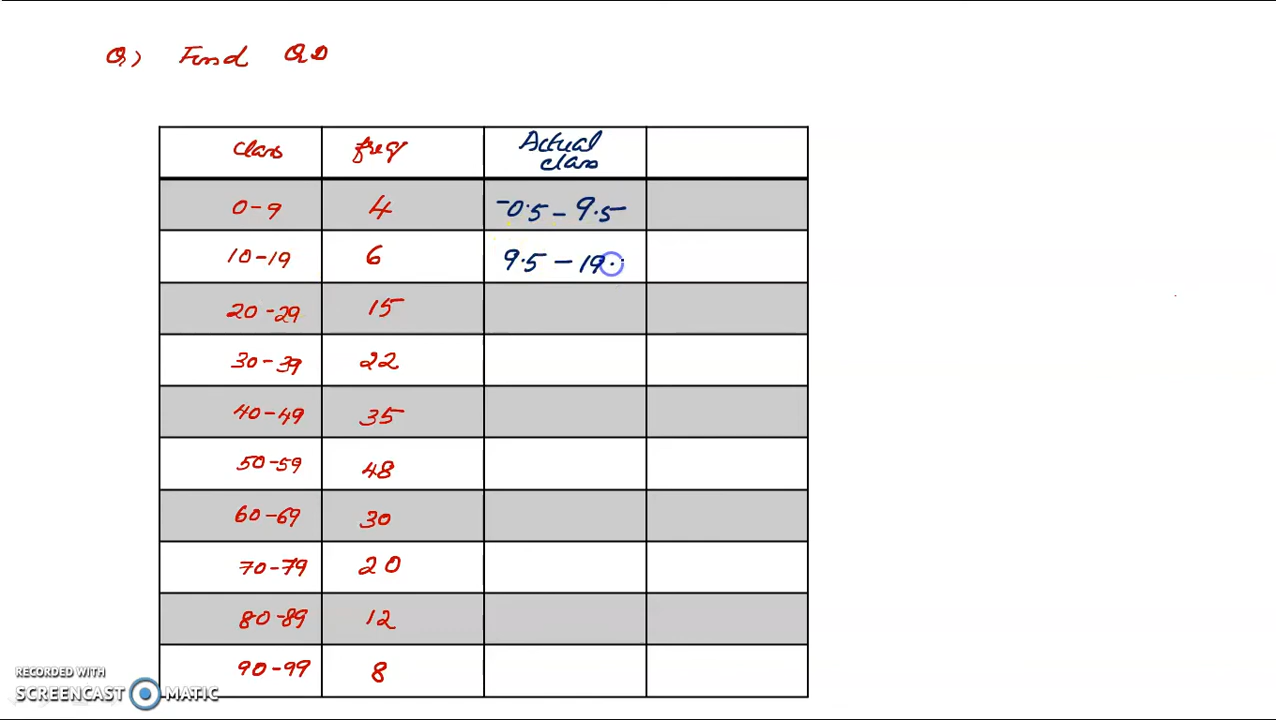 Q) Find QD
class freq Actual class
0-9 4 -0.5 - 9.5
10-19 6 9.5 - 19.
20-29 15
30-39 22
40-49 35
50-59 48
60-69 30
70-79 20
80-89 12
90-99 8
RECORDED WITH
SCREENCAST MATIC